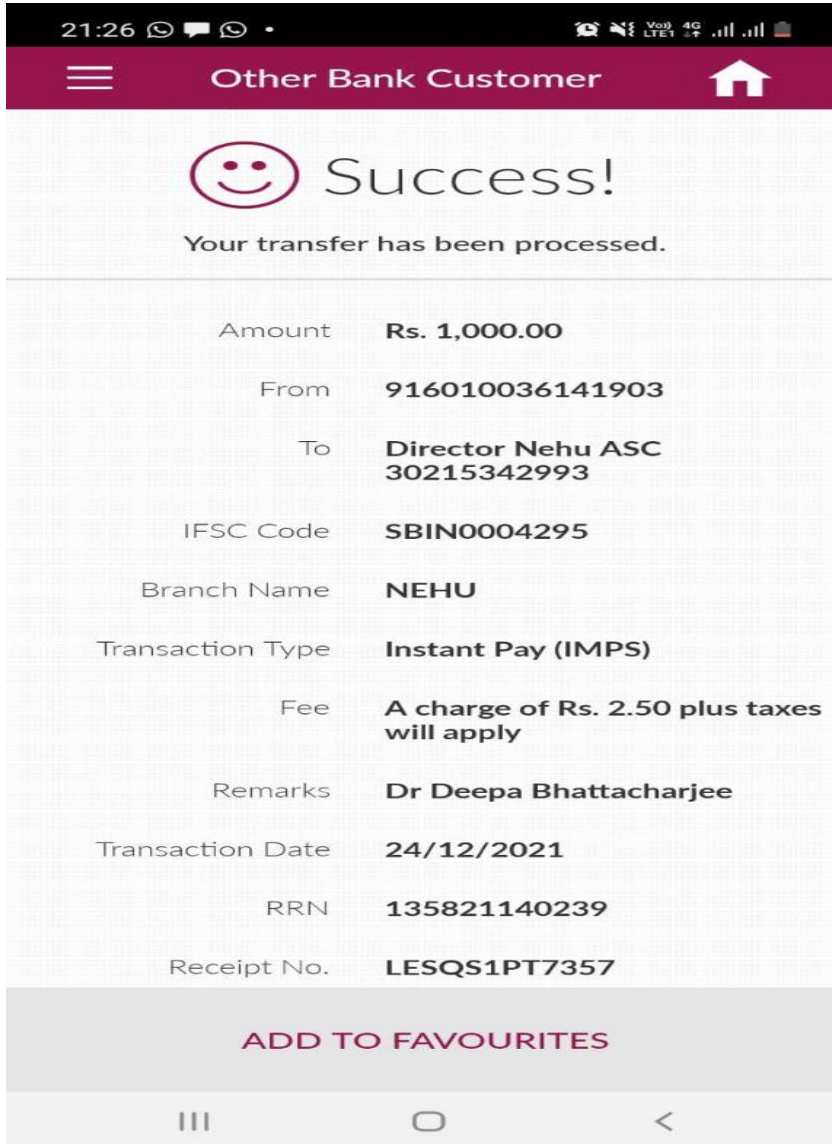 21:26
Vo)) 4G
LTE1
Other Bank Customer
Success!
Your transfer has been processed.
Amount Rs. 1,000.00
From 916010036141903
To Director Nehu ASC
30215342993
IFSC Code SBIN0004295
Branch Name NEHU
Transaction Type Instant Pay (IMPS)
Fee A charge of Rs. 2.50 plus taxes
will apply
Remarks Dr Deepa Bhattacharjee
Transaction Date 24/12/2021
RRN 135821140239
Receipt No. LESQS1PT7357
ADD TO FAVOURITES